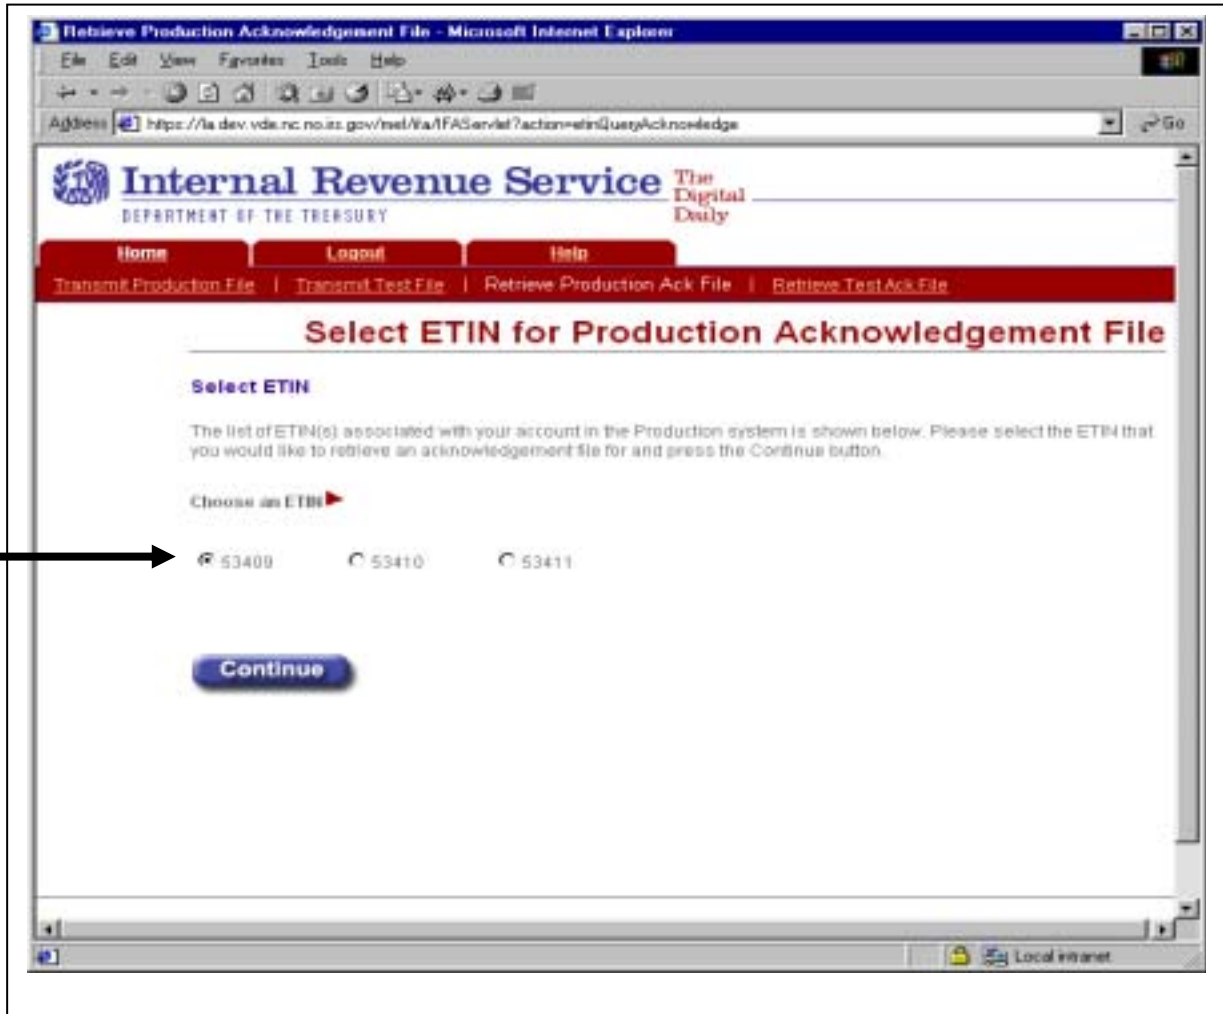 Retrieve Production Acknowledgement File - Microsoft Internet Explorer
File Edit View Favorites Tools Help
Address https://la.dev.vde.nc.no.irs.gov/mel/ifa/IFAServlet?action=etinQueryAcknowledge Go
Internal Revenue Service
DEPARTMENT OF THE TREASURY
The
Digital
Daily
Home Logout Help
Transmit Production File | Transmit Test File | Retrieve Production Ack File | Retrieve Test Ack File
Select ETIN for Production Acknowledgement File
Select ETIN
The list of ETIN(s) associated with your account in the Production system is shown below. Please select the ETIN that
you would like to retrieve an acknowledgement file for and press the Continue button.
Choose an ETIN
53409 53410 53411
Continue
Local intranet